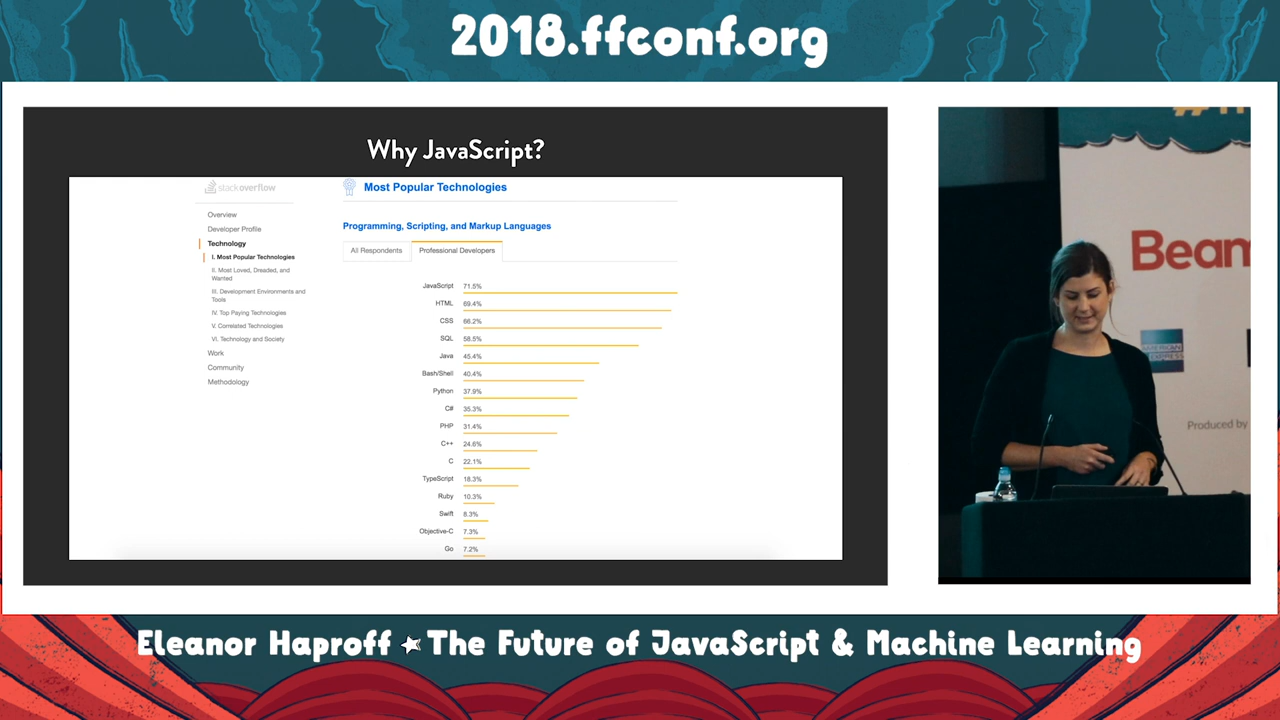 2018.ffconf.org
Why JavaScript?
stackoverflow
Overview
Developer Profile
Technology
I. Most Popular Technologies
II. Most Loved, Dreaded, and
Wanted
III. Development Environments and
Tools
IV. Top Paying Technologies
V. Correlated Technologies
VI. Technology and Society
Work
Community
Methodology
Most Popular Technologies
Programming, Scripting, and Markup Languages
All Respondents
Professional Developers
JavaScript 71.5%
HTML 69.4%
CSS 66.2%
SQL 58.5%
Java 45.4%
Bash/Shell 40.4%
Python 37.9%
C# 35.3%
PHP 31.4%
C++ 24.6%
C 22.1%
TypeScript 18.3%
Ruby 10.3%
Swift 8.3%
Objective-C 7.3%
Go 7.2%
Beam
AMERICAN
EXPRESS
Produced by
Eleanor Haproff ★ The Future of JavaScript & Machine Learning